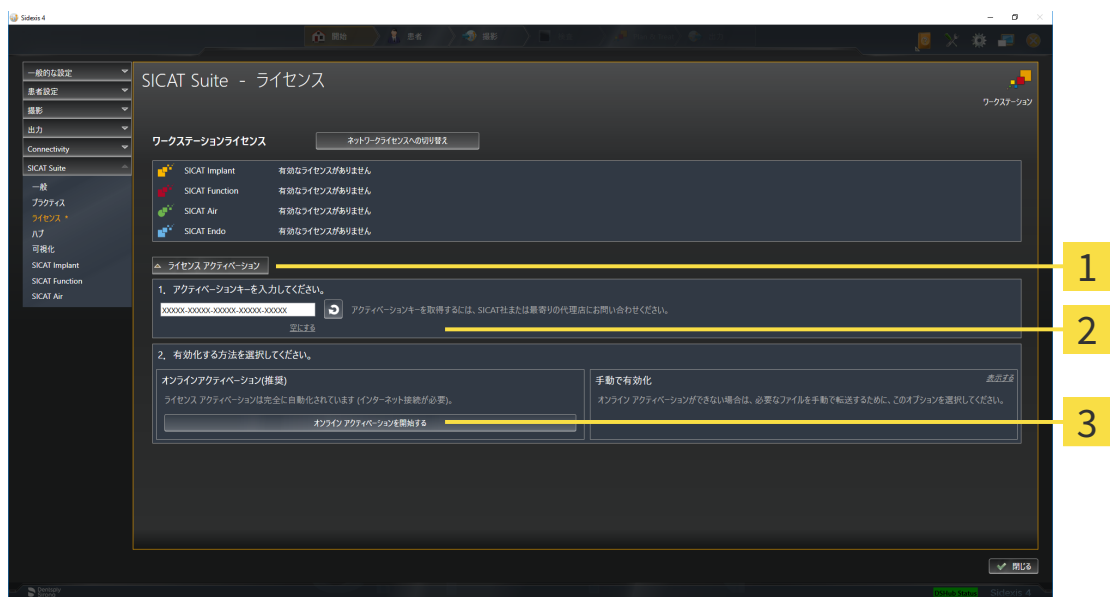 Sidexis 4
開始
患者
撮影
一般的な設定
患者設定
撮影
出力
Connectivity
SICAT Suite
一般
プラクティス
ライセンス *
ハブ
可視化
SICAT Implant
SICAT Function
SICAT Air
SICAT Suite - ライセンス
ワークステーション
ワークステーションライセンス
ネットワークライセンスへの切り替え
SICAT Implant 有効なライセンスがありません
SICAT Function 有効なライセンスがありません
SICAT Air 有効なライセンスがありません
SICAT Endo 有効なライセンスがありません
ライセンス アクティベーション
1
1. アクティベーションキーを入力してください。
XXXXX-XXXXX-XXXXX-XXXXX-XXXXX
アクティベーションキーを取得するには、SICAT社または最寄りの代理店にお問い合わせください。
空にする
2
2. 有効化する方法を選択してください。
オンラインアクティベーション(推奨)
ライセンス アクティベーションは完全に自動化されています (インターネット接続が必要)。
オンライン アクティベーションを開始する
手動で有効化
表示する
オンライン アクティベーションができない場合は、必要なファイルを手動で転送するために、このオプションを選択してください。
3
閉じる
Dentsply
Sirona
DSHub Status
Sidexis 4